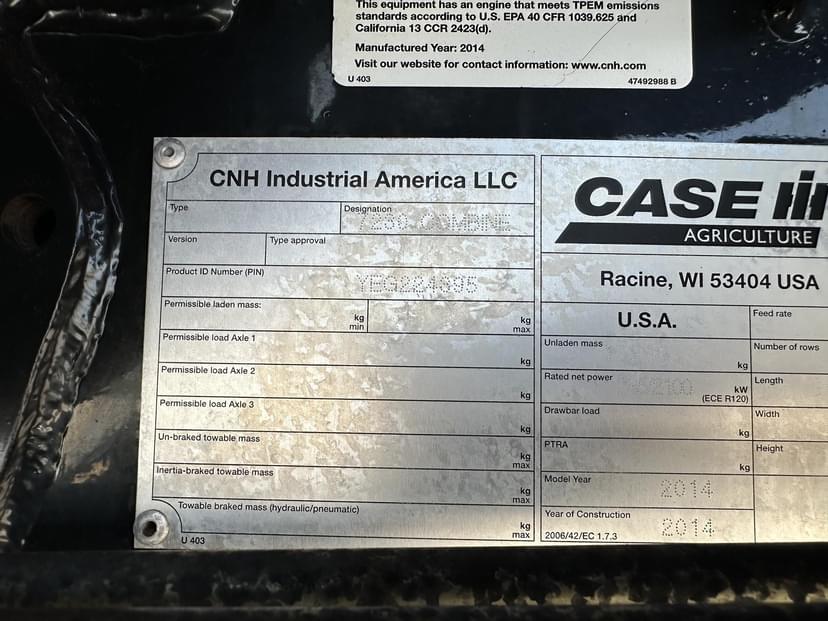 This equipment has an engine that meets TPEM emissions
standards according to U.S. EPA 40 CFR 1039.625 and
California 13 CCR 2423(d).
Manufactured Year: 2014
Visit our website for contact information: www.cnh.com
U 403
47492988 B
CNH Industrial America LLC
Type
Designation
7230 COMBINE
Version
Type approval
Product ID Number (PIN)
YEG224395
Permissible laden mass:
kg
min
kg
max
Permissible load Axle 1
kg
Permissible load Axle 2
kg
Permissible load Axle 3
kg
Un-braked towable mass
kg
max
Inertia-braked towable mass
kg
max
Towable braked mass (hydraulic/pneumatic)
kg
max
U 403
CASE IH
AGRICULTURE
Racine, WI 53404 USA
U.S.A.
Feed rate
Unladen mass
kg
Number of rows
Rated net power
kW
(ECE R120)
Length
Drawbar load
kg
Width
PTRA
kg
Height
Model Year
2014
Year of Construction
2014
2006/42/EC 1.7.3